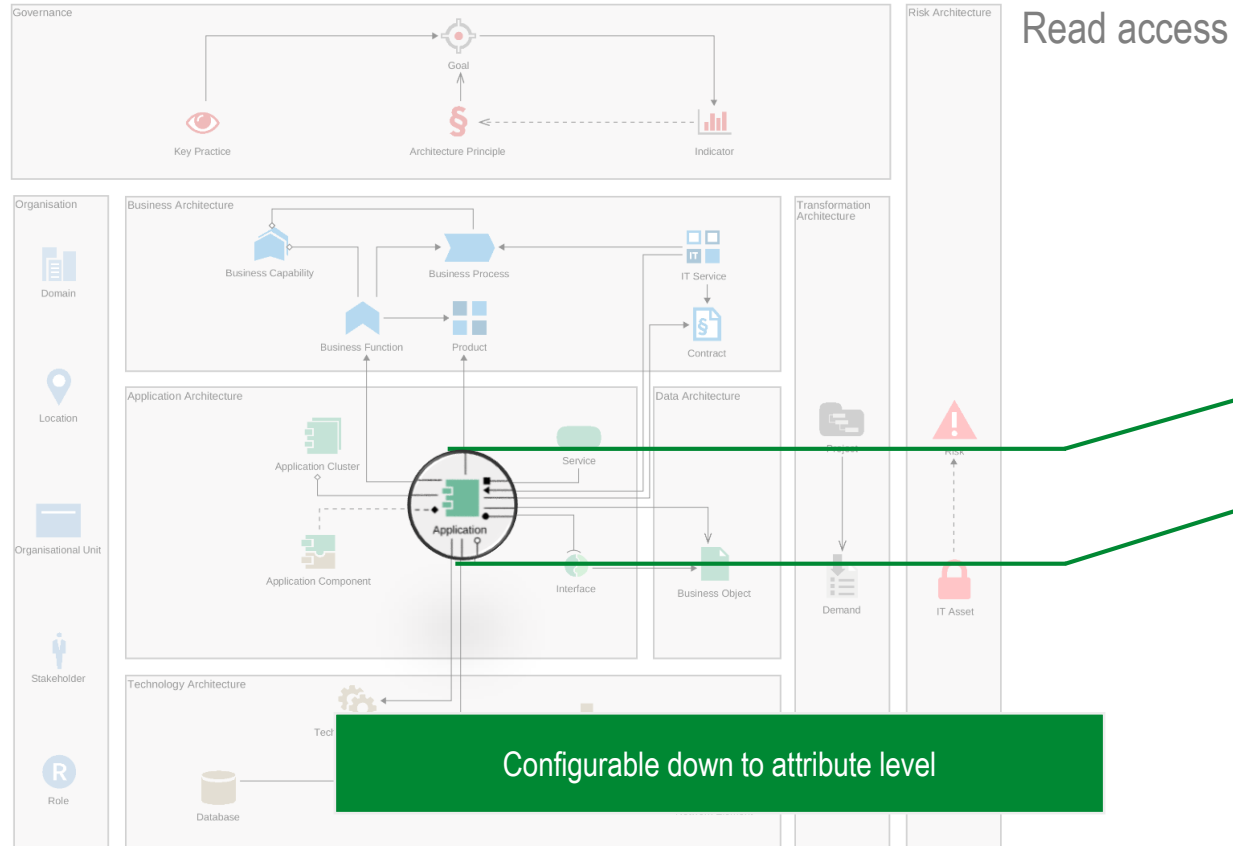 Governance
Risk Architecture
Read access
Goal
Key Practice
Architecture Principle
Indicator
Organisation
Business Architecture
Transformation
Architecture
Domain
Business Capability
Business Process
IT
IT Service
Business Function
Product
Contract
Location
Application Architecture
Data Architecture
Application Cluster
Service
Project
Risk
Application
Organisational Unit
Application Component
Interface
Business Object
Demand
IT Asset
Stakeholder
Technology Architecture
Tech
Configurable down to attribute level
R
Role
Database